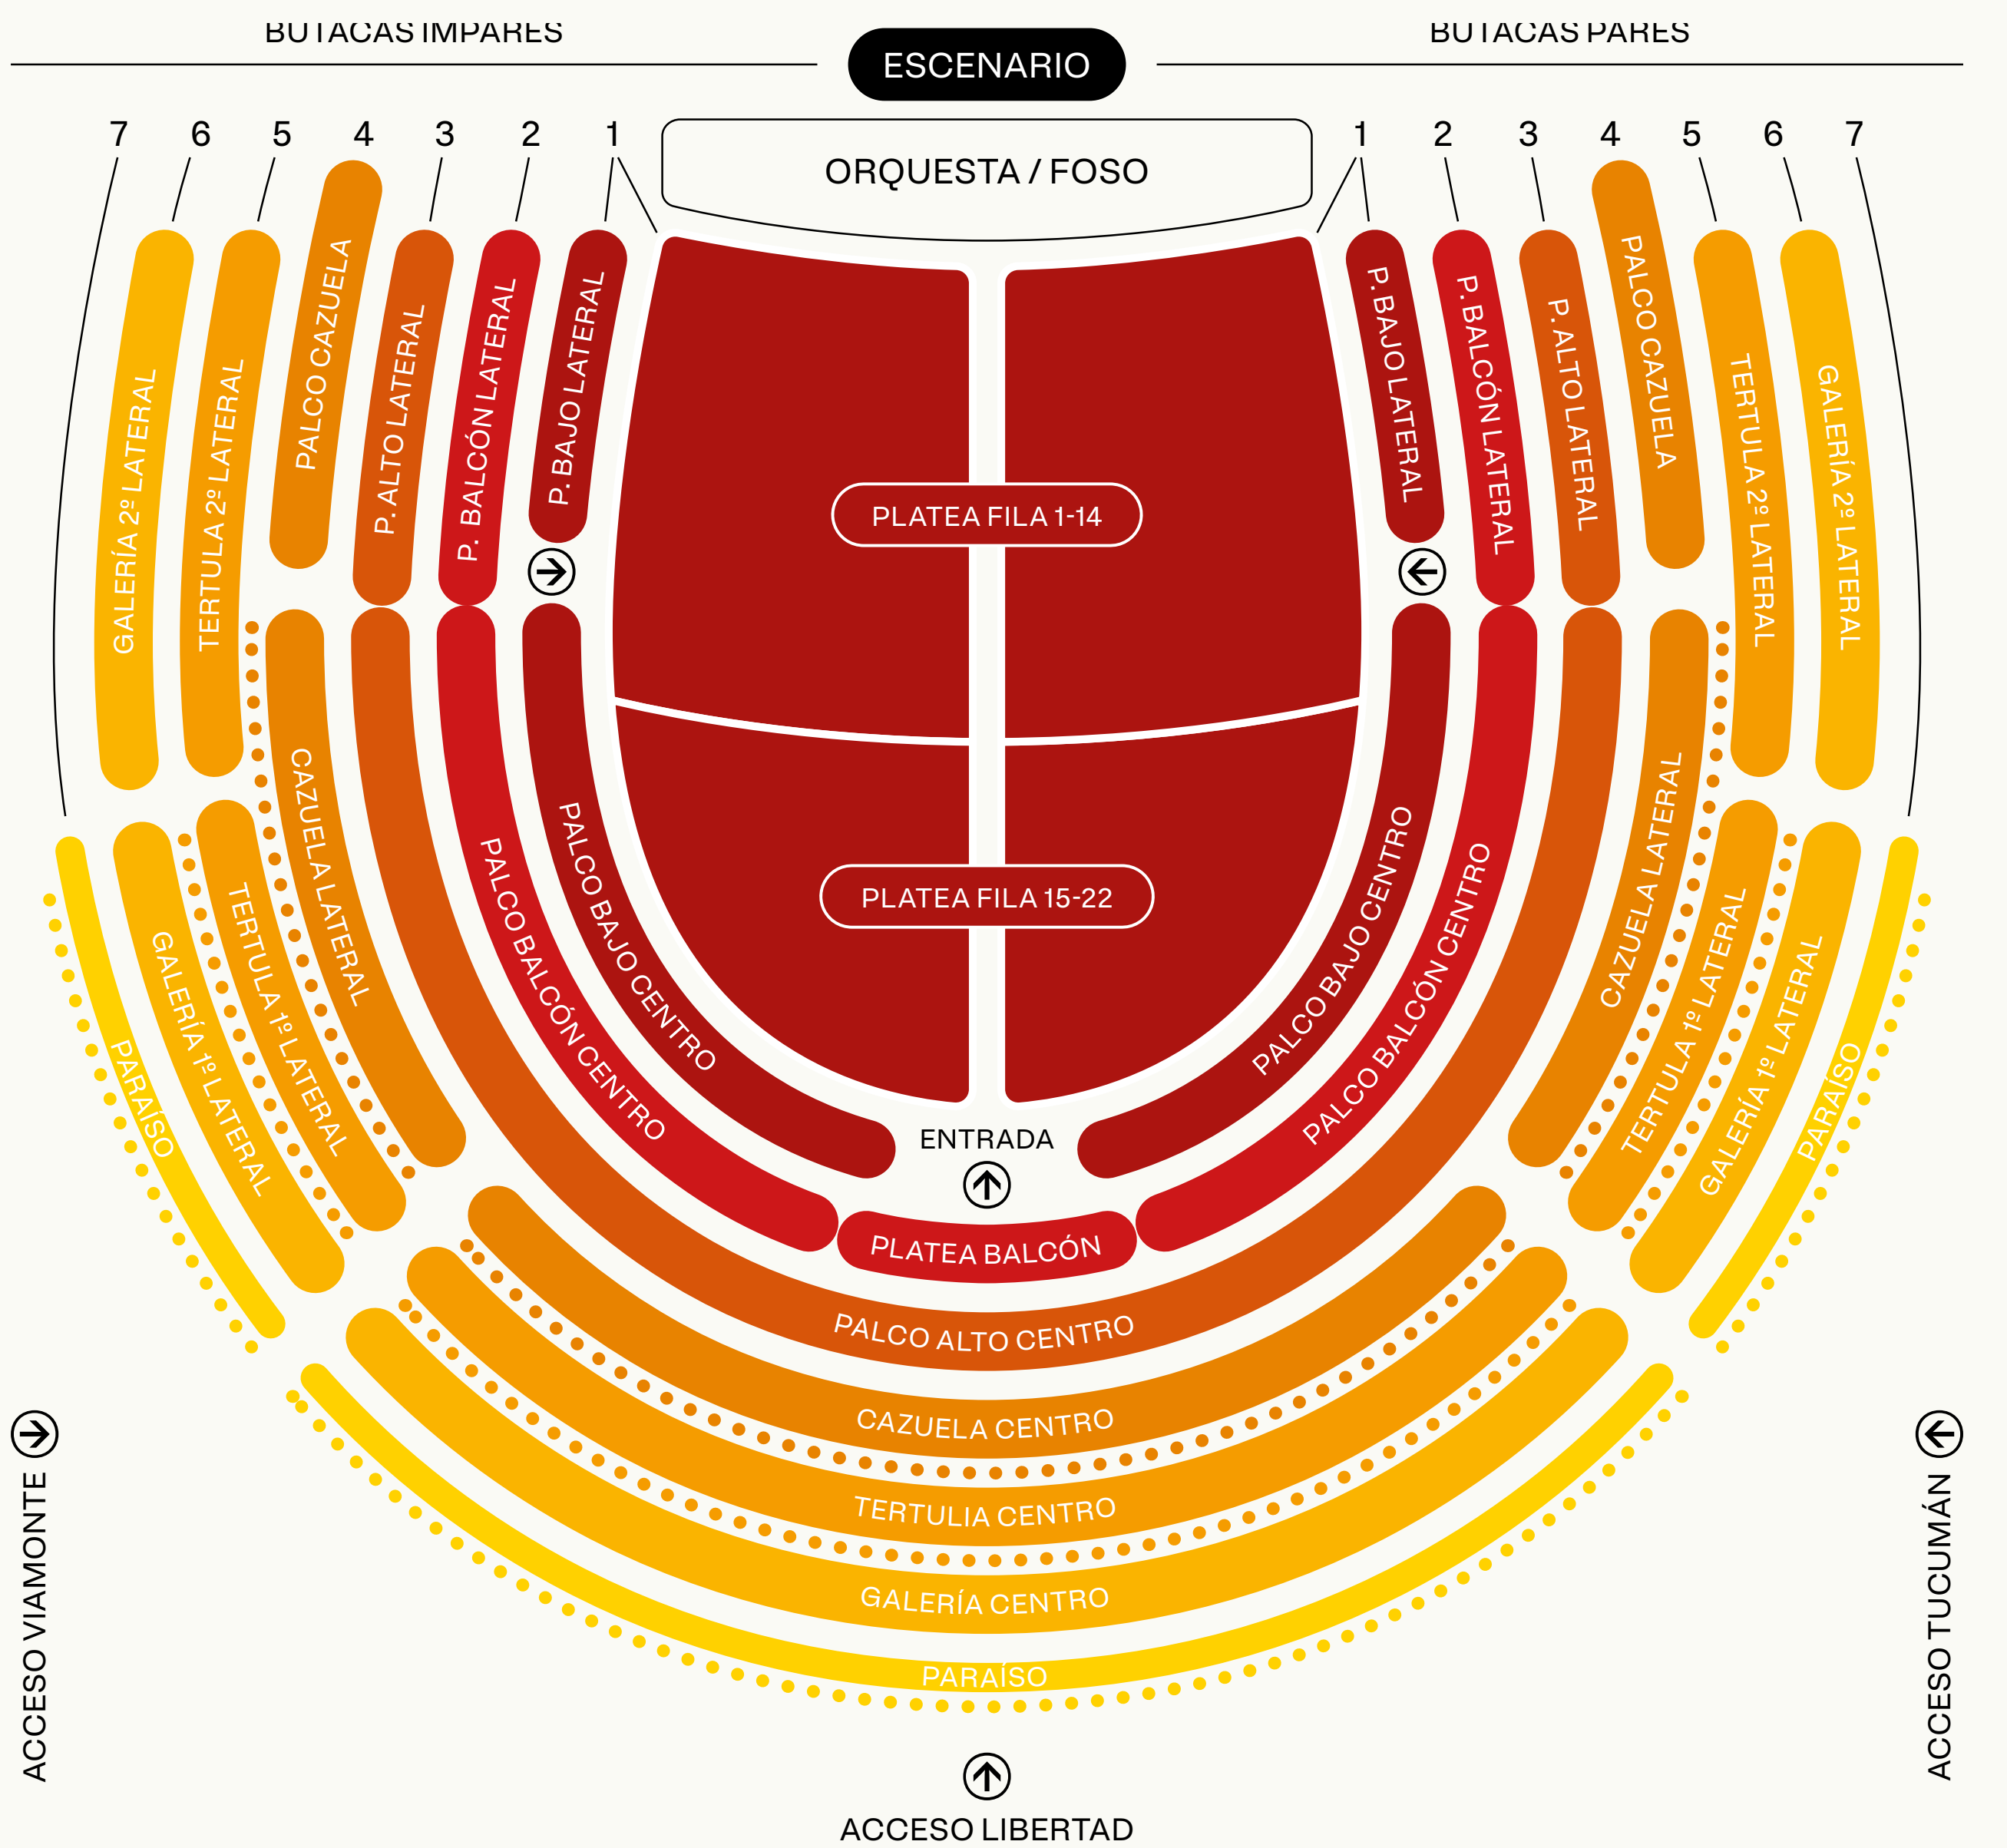 BUTACAS IMPARES
ESCENARIO
BUTACAS PARES
7 6 5 4 3 2 1
ORQUESTA / FOSO
1 2 3 4 5 6 7
GALERÍA 2º LATERAL
TERTULA 2º LATERAL
PALCO CAZUELA
P. ALTO LATERAL
P. BALCÓN LATERAL
P. BAJO LATERAL
P. BAJO LATERAL
P. BALCÓN LATERAL
P. ALTO LATERAL
PALCO CAZUELA
TERTULA 2º LATERAL
GALERÍA 2º LATERAL
PLATEA FILA 1-14
PLATEA FILA 15-22
PARAÍSO
GALERÍA 1º LATERAL
TERTULA 1º LATERAL
CAZUELA LATERAL
PALCO BALCÓN CENTRO
PALCO BAJO CENTRO
PALCO BAJO CENTRO
PALCO BALCÓN CENTRO
CAZUELA LATERAL
TERTULA 1º LATERAL
GALERÍA 1º LATERAL
PARAÍSO
ENTRADA
PLATEA BALCÓN
PALCO ALTO CENTRO
CAZUELA CENTRO
TERTULIA CENTRO
GALERÍA CENTRO
PARAÍSO
ACCESO VIAMONTE
ACCESO TUCUMÁN
ACCESO LIBERTAD